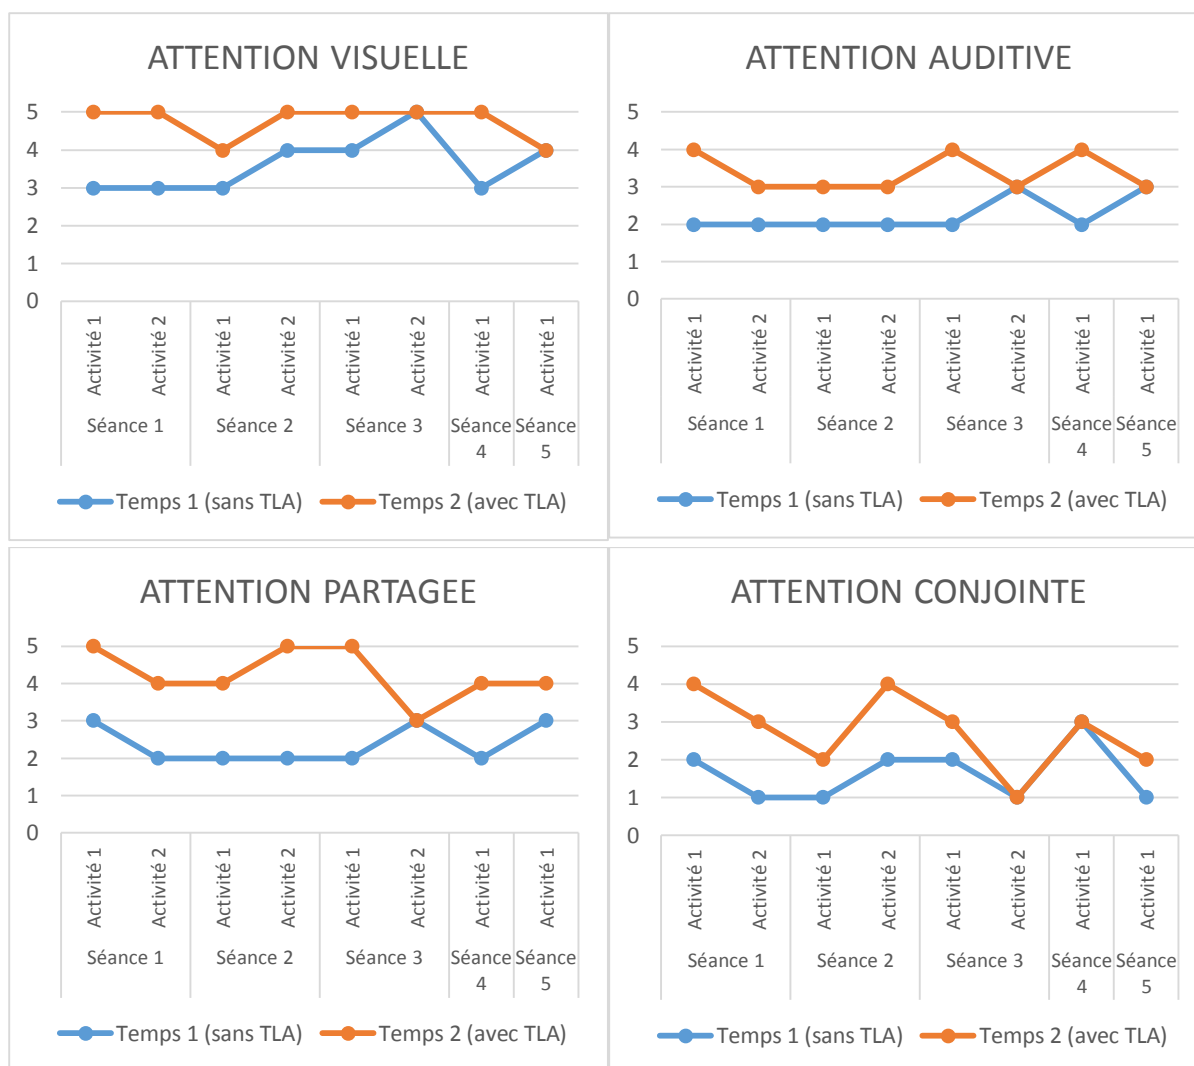 ATTENTION VISUELLE
5
4
3
2
1
0
Activité 1
Activité 2
Activité 1
Activité 2
Activité 1
Activité 2
Activité 1
Activité 1
Séance 1
Séance 2
Séance 3
Séance
4
Séance
5
Temps 1 (sans TLA)
Temps 2 (avec TLA)
ATTENTION AUDITIVE
5
4
3
2
1
0
Activité 1
Activité 2
Activité 1
Activité 2
Activité 1
Activité 2
Activité 1
Activité 1
Séance 1
Séance 2
Séance 3
Séance
4
Séance
5
Temps 1 (sans TLA)
Temps 2 (avec TLA)
ATTENTION PARTAGEE
5
4
3
2
1
0
Activité 1
Activité 2
Activité 1
Activité 2
Activité 1
Activité 2
Activité 1
Activité 1
Séance 1
Séance 2
Séance 3
Séance
4
Séance
5
Temps 1 (sans TLA)
Temps 2 (avec TLA)
ATTENTION CONJOINTE
5
4
3
2
1
0
Activité 1
Activité 2
Activité 1
Activité 2
Activité 1
Activité 2
Activité 1
Activité 1
Séance 1
Séance 2
Séance 3
Séance
4
Séance
5
Temps 1 (sans TLA)
Temps 2 (avec TLA)